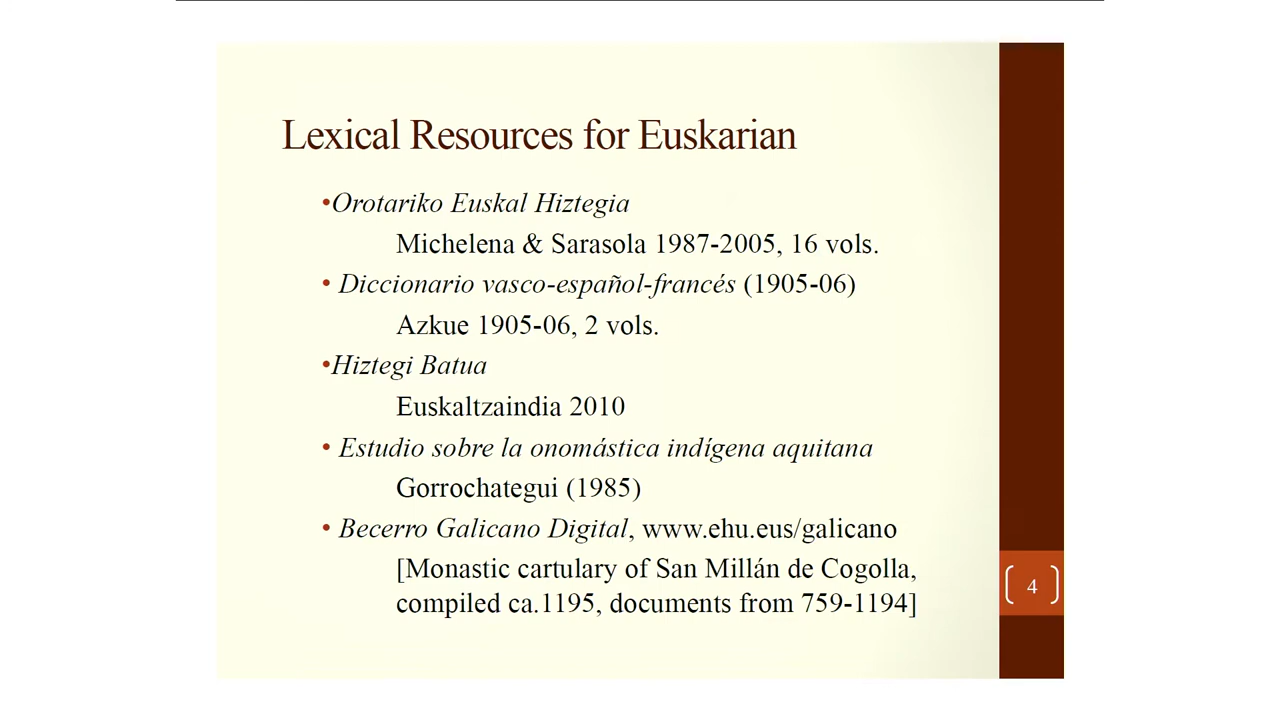 Lexical Resources for Euskarian
•Orotariko Euskal Hiztegia
Michelena & Sarasola 1987-2005, 16 vols.
• Diccionario vasco-español-francés (1905-06)
Azkue 1905-06, 2 vols.
•Hiztegi Batua
Euskaltzaindia 2010
• Estudio sobre la onomástica indígena aquitana
Gorrochategui (1985)
• Becerro Galicano Digital, www.ehu.eus/galicano
[Monastic cartulary of San Millán de Cogolla,
compiled ca.1195, documents from 759-1194]
4